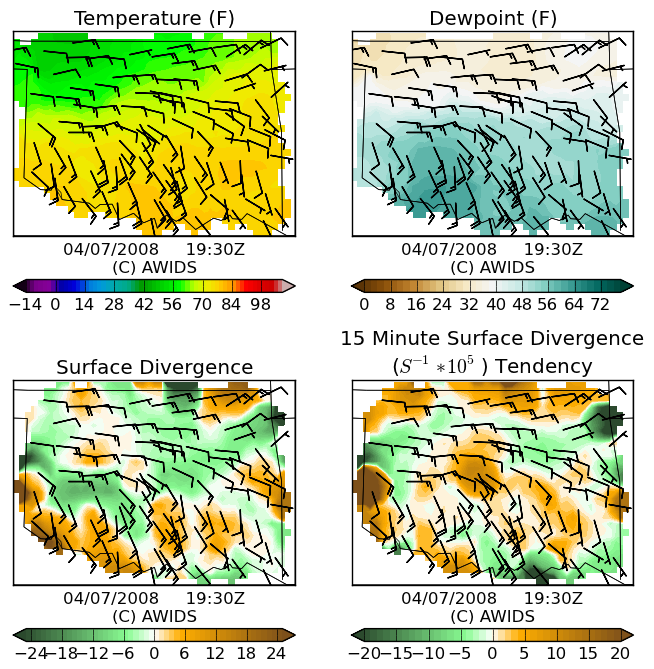 Temperature (F)
Dewpoint (F)
04/07/2008 19:30Z
(C) AWIDS
−14 0 14 28 42 56 70 84 98
04/07/2008 19:30Z
(C) AWIDS
0 8 16 24 32 40 48 56 64 72
Surface Divergence
15 Minute Surface Divergence
(S⁻¹ *10⁵ ) Tendency
04/07/2008 19:30Z
(C) AWIDS
−24 −18 −12 −6 0 6 12 18 24
04/07/2008 19:30Z
(C) AWIDS
−20 −15 −10 −5 0 5 10 15 20